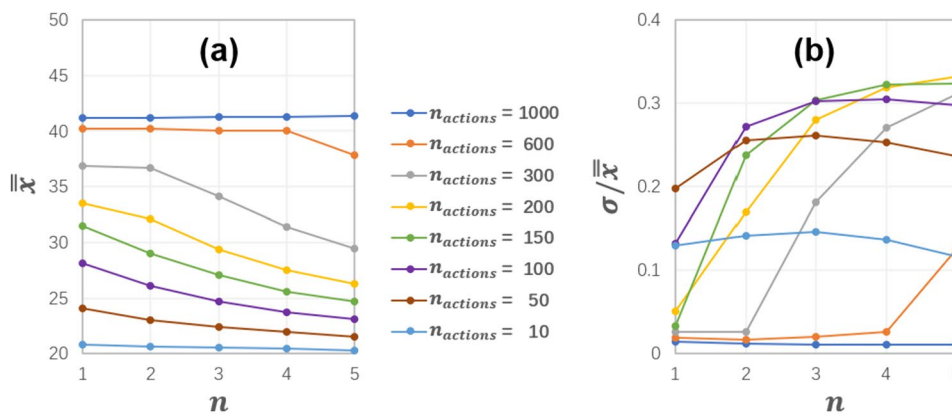 (a)
50
45
40
35
30
25
20
x̿
1 2 3 4 5
n
n_actions = 1000
n_actions = 600
n_actions = 300
n_actions = 200
n_actions = 150
n_actions = 100
n_actions = 50
n_actions = 10
(b)
0.4
0.3
0.2
0.1
0
σ/x̿
1 2 3 4
n